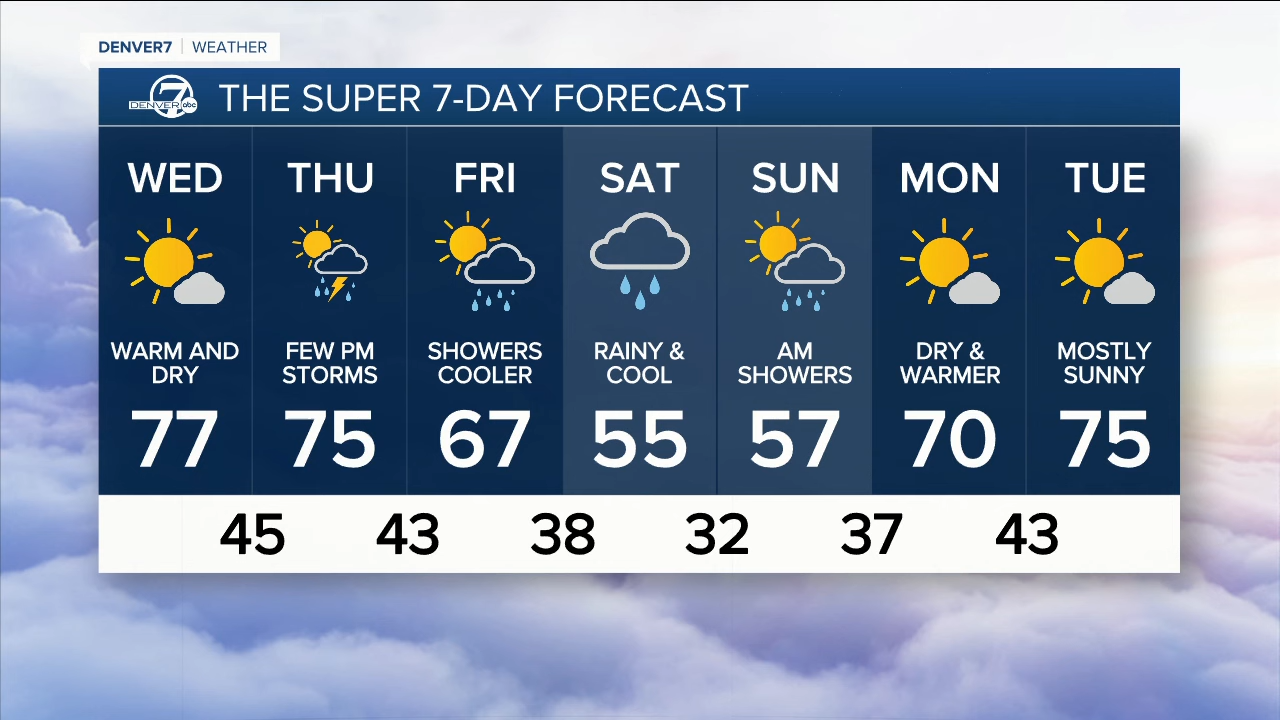 DENVER7 | WEATHER
7
DENVER abc
THE SUPER 7-DAY FORECAST
WED
THU
FRI
SAT
SUN
MON
TUE
WARM AND
DRY
FEW PM
STORMS
SHOWERS
COOLER
RAINY &
COOL
AM
SHOWERS
DRY &
WARMER
MOSTLY
SUNNY
77
75
67
55
57
70
75
45
43
38
32
37
43